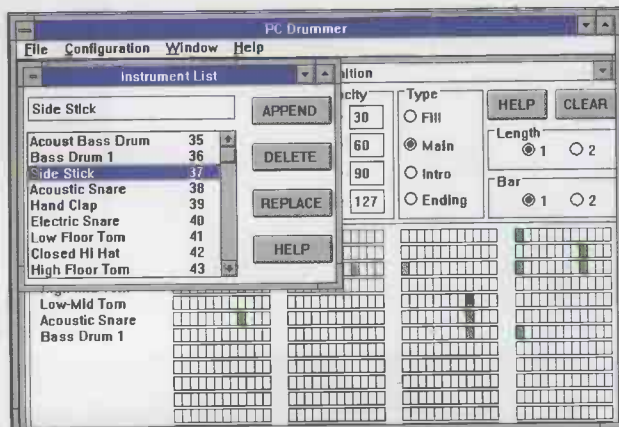 PC Drummer
File Configuration Window Help
Instrument List
Side Stick
APPEND
DELETE
REPLACE
HELP
Acoust Bass Drum 35
Bass Drum 1 36
Side Stick 37
Acoustic Snare 38
Hand Clap 39
Electric Snare 40
Low Floor Tom 41
Closed Hi Hat 42
High Floor Tom 43
30
60
90
127
Type
Fill
Main
Intro
Ending
HELP CLEAR
Length
1 2
Bar
1 2
Low-Mid Tom
Acoustic Snare
Bass Drum 1